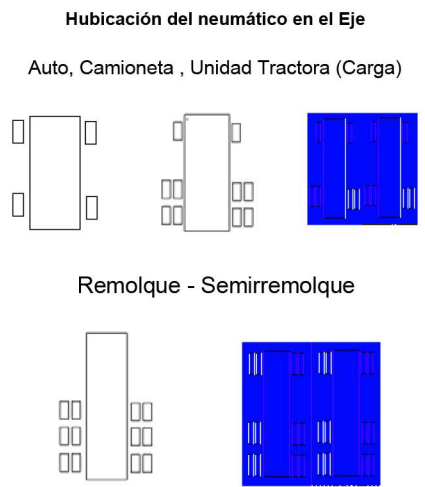 Hubicación del neumático en el Eje
Auto, Camioneta , Unidad Tractora (Carga)
Remolque - Semirremolque